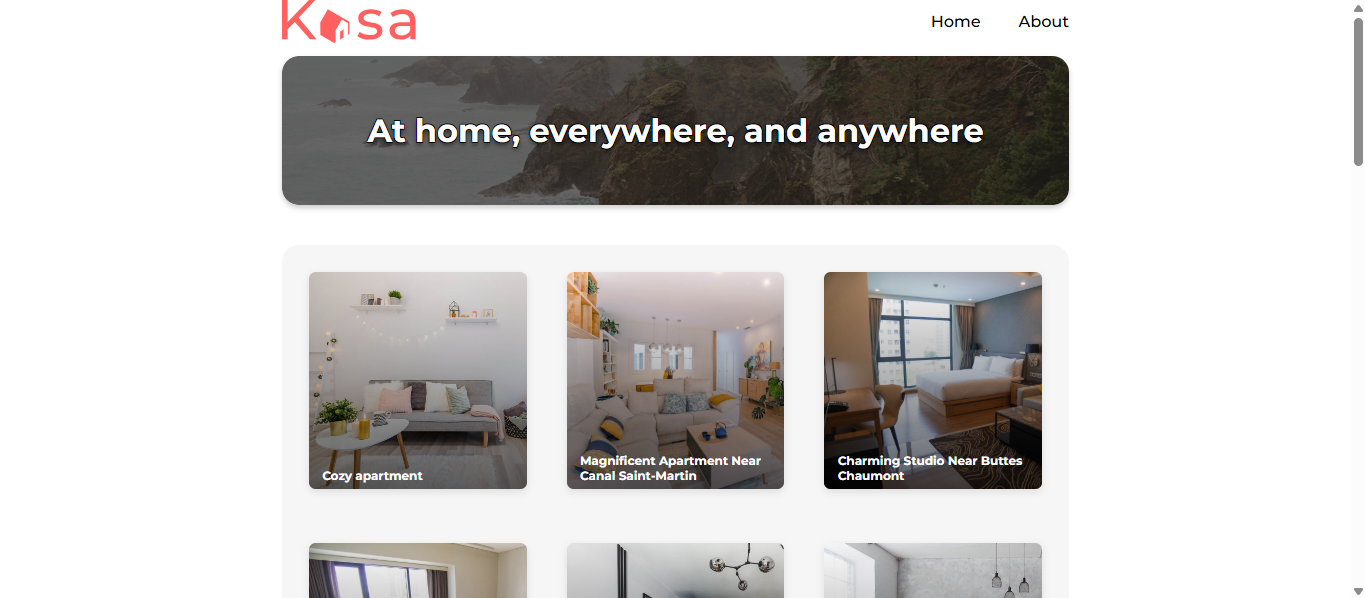 Kasa
Home
About
At home, everywhere, and anywhere
Cozy apartment
Magnificent Apartment Near
Canal Saint-Martin
Charming Studio Near Buttes
Chaumont